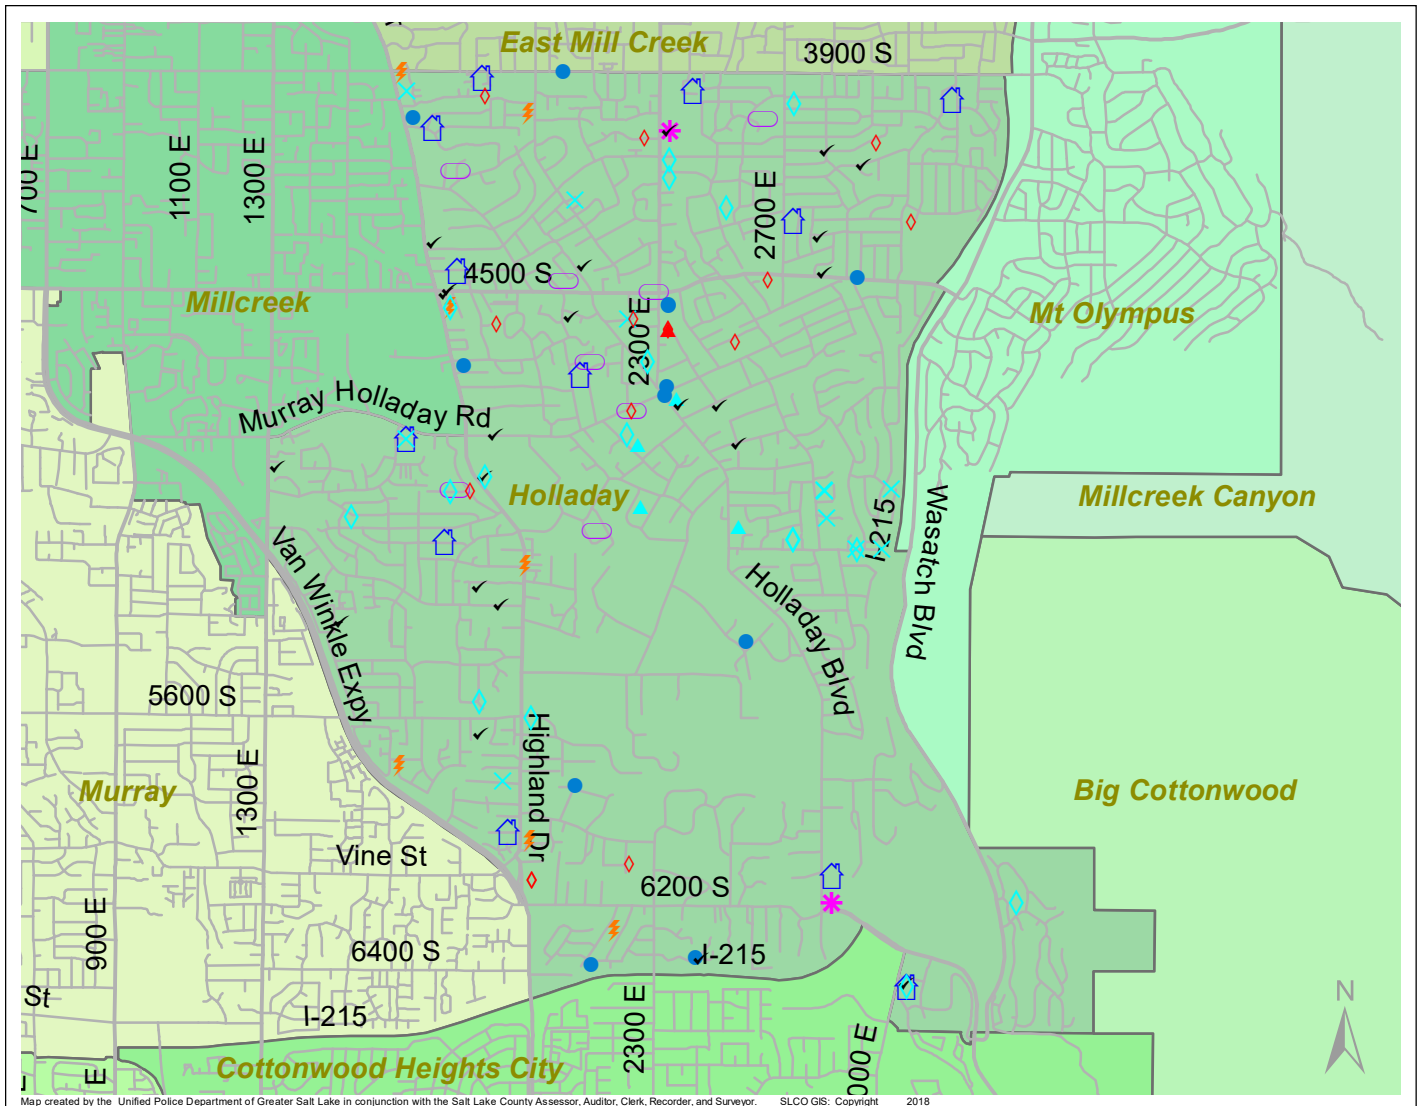 East Mill Creek
3900 S
700 E
1100 E
1300 E
2700 E
4500 S
Millcreek
2300 E
Mt Olympus
Murray Holladay Rd
Holladay
Millcreek Canyon
I-215
Wasatch Blvd
Van Winkle Expy
Holladay Blvd
5600 S
Highland Dr
1300 E
Murray
Big Cottonwood
Vine St
6200 S
900 E
6400 S
I-215
St
I-215
2300 E
N
Cottonwood Heights City
E
000 E
Map created by the Unified Police Department of Greater Salt Lake in conjunction with the Salt Lake County Assessor, Auditor, Clerk, Recorder, and Surveyor. SLCO GIS: Copyright 2018